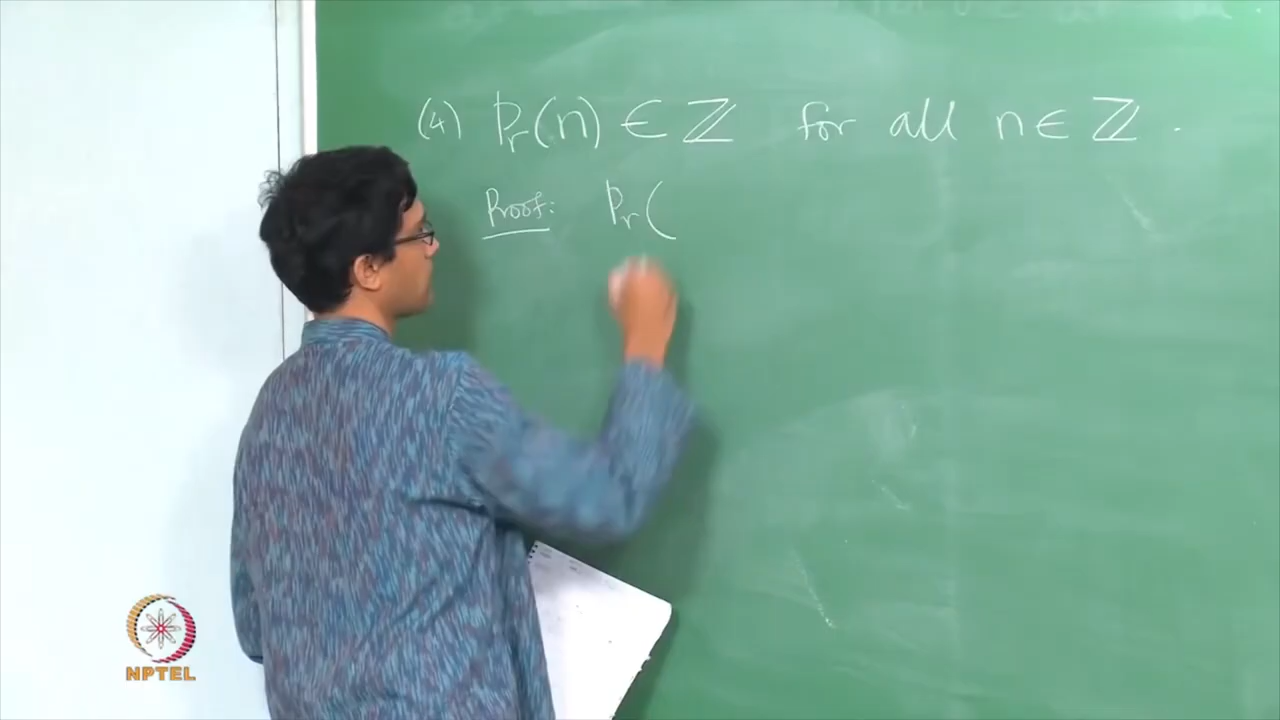 (4) Pr(n) ∈ ℤ for all n ∈ ℤ .
Proof: Pr(
NPTEL